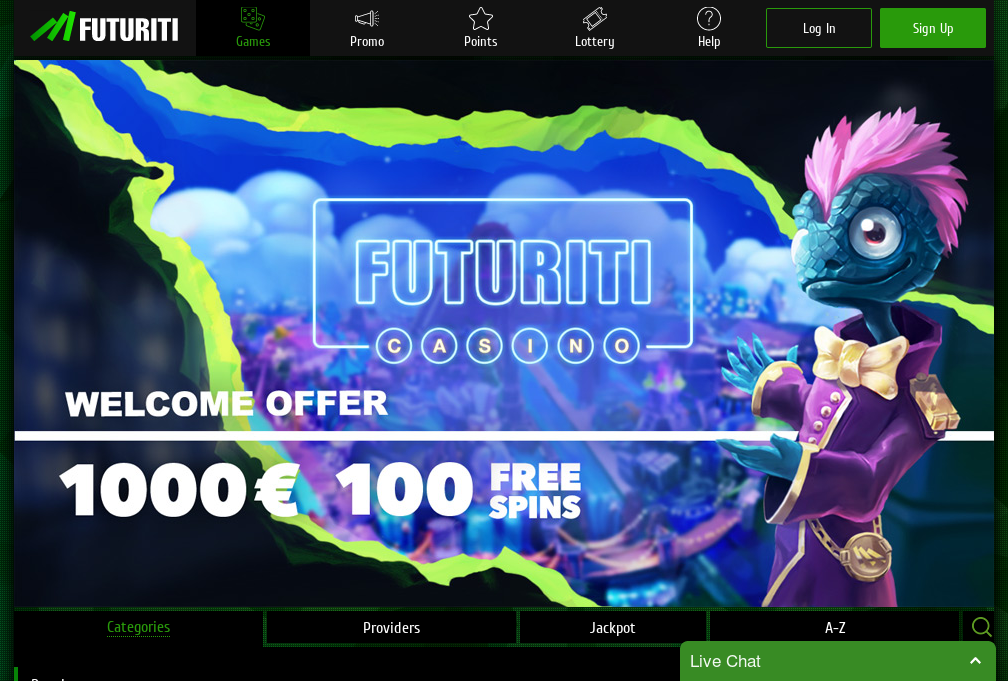 FUTURITI
Games
Promo
Points
Lottery
Help
Log In
Sign Up
FUTURITI
CASINO
WELCOME OFFER
1000€ 100 FREE SPINS
Categories
Providers
Jackpot
A-Z
Live Chat